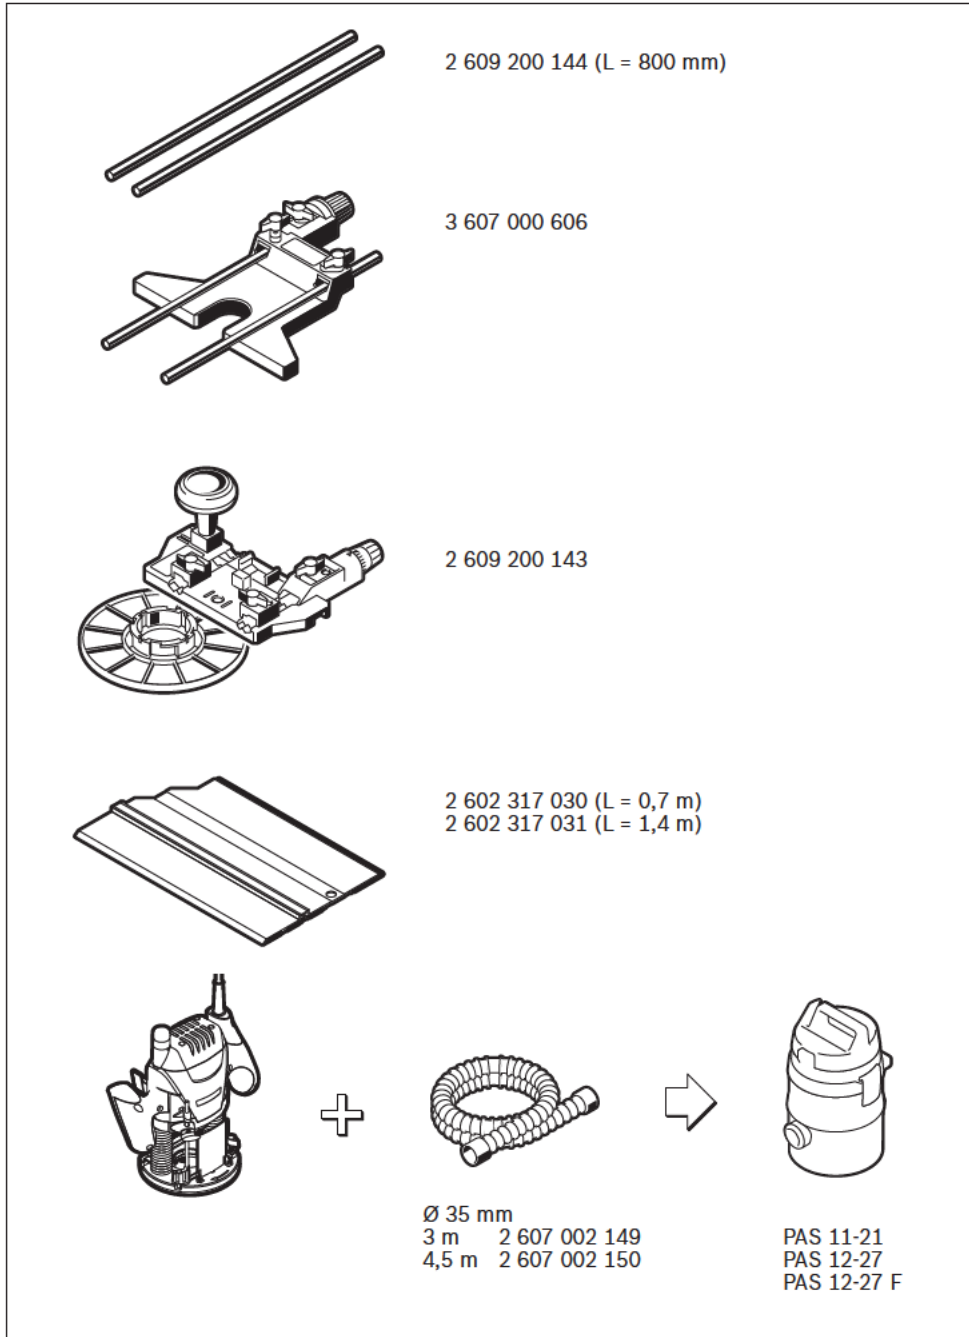 2 609 200 144 (L = 800 mm)
3 607 000 606
2 609 200 143
2 602 317 030 (L = 0,7 m)
2 602 317 031 (L = 1,4 m)
Ø 35 mm
3 m 2 607 002 149
4,5 m 2 607 002 150
PAS 11-21
PAS 12-27
PAS 12-27 F